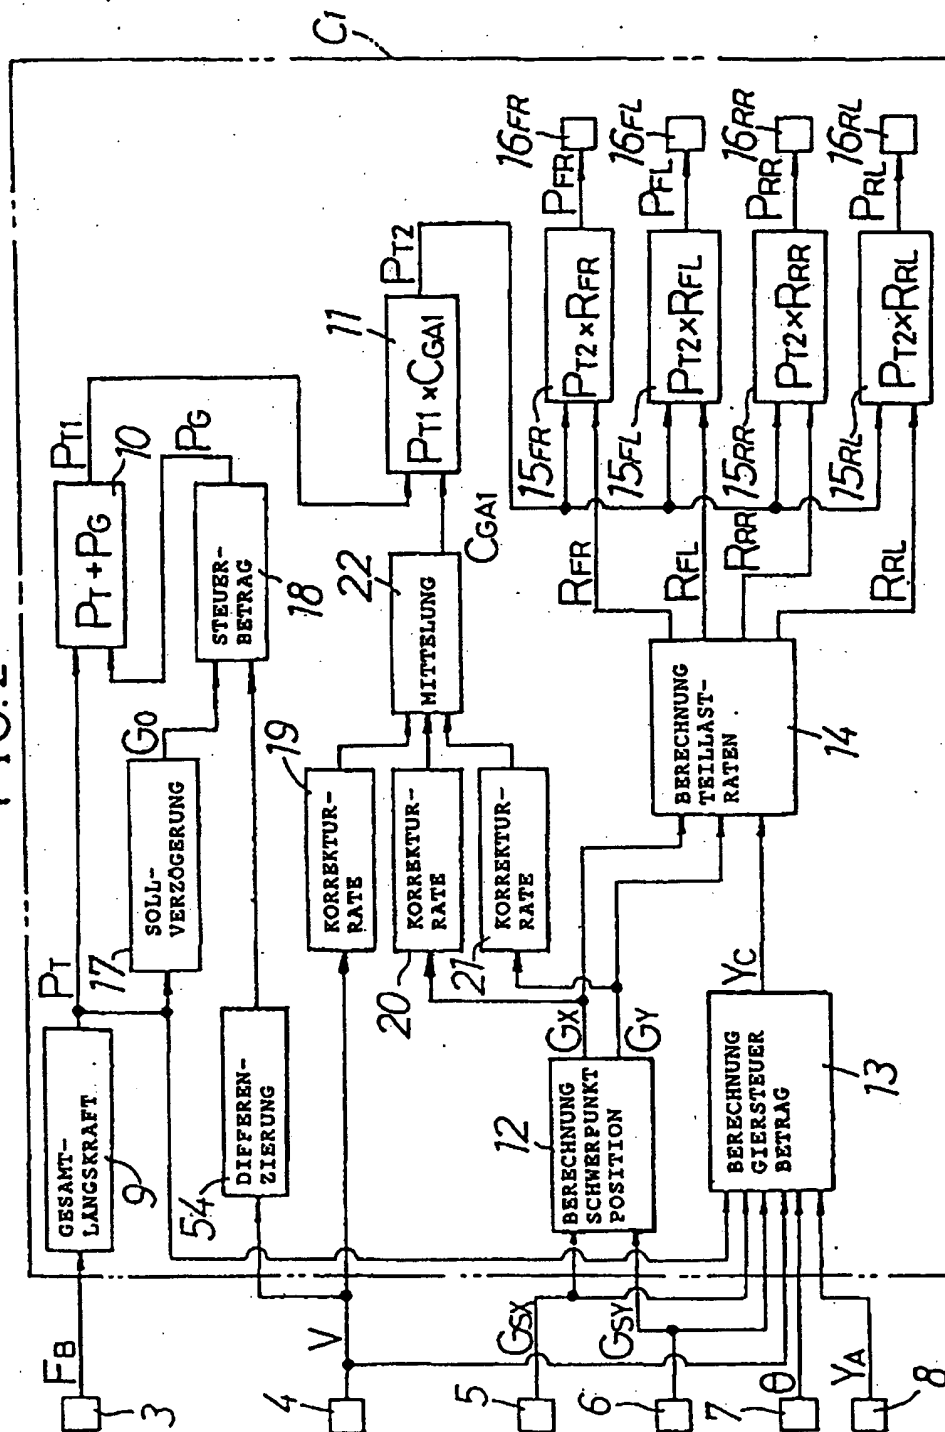 FIG. 2
C1
FB
3
GESAMT-
LÄNGSKRAFT
9
PT
PT + PG
10
PT1
17
SOLL-
VERZÖGERUNG
G0
STEUER-
BETRAG
18
PG
54
DIFFEREN-
ZIERUNG
11
PT1 × CGA1
PT2
V
4
KORREKTUR-
RATE
19
KORREKTUR-
RATE
20
KORREKTUR-
RATE
21
MITTELUNG
22
CGA1
GSX
5
GSY
6
12
BERECHNUNG
SCHWERPUNKT
POSITION
GX
GY
θ
7
YA
8
BERECHNUNG
GIERSTEUER
BETRAG
13
YC
BERECHNUNG
TEILLAST-
RATEN
14
RFR
RFL
RRR
RRL
15FR
PT2×RFR
PFR
16FR
15FL
PT2×RFL
PFL
16FL
15RR
PT2×RRR
PRR
16RR
15RL
PT2×RRL
PRL
16RL